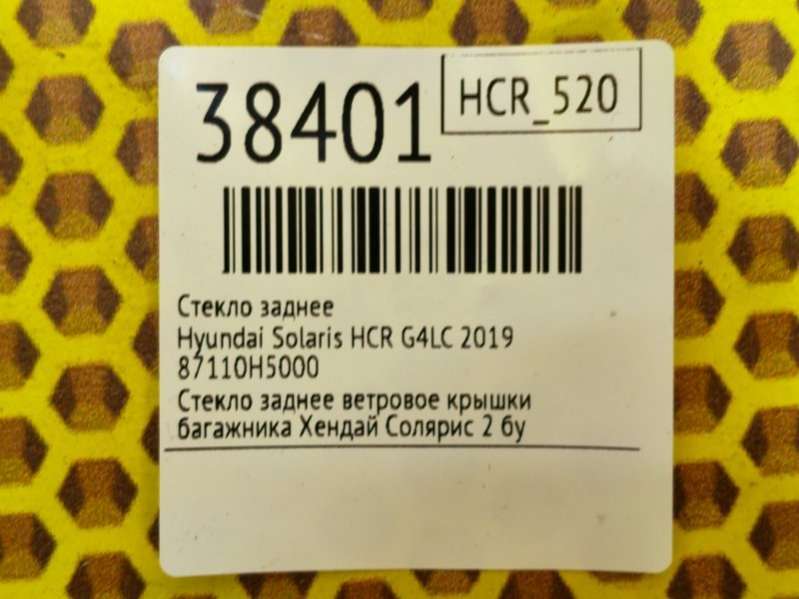 38401
HCR_520
Стекло заднее
Hyundai Solaris HCR G4LC 2019
87110H5000
Стекло заднее ветровое крышки
багажника Хендай Солярис 2 бу